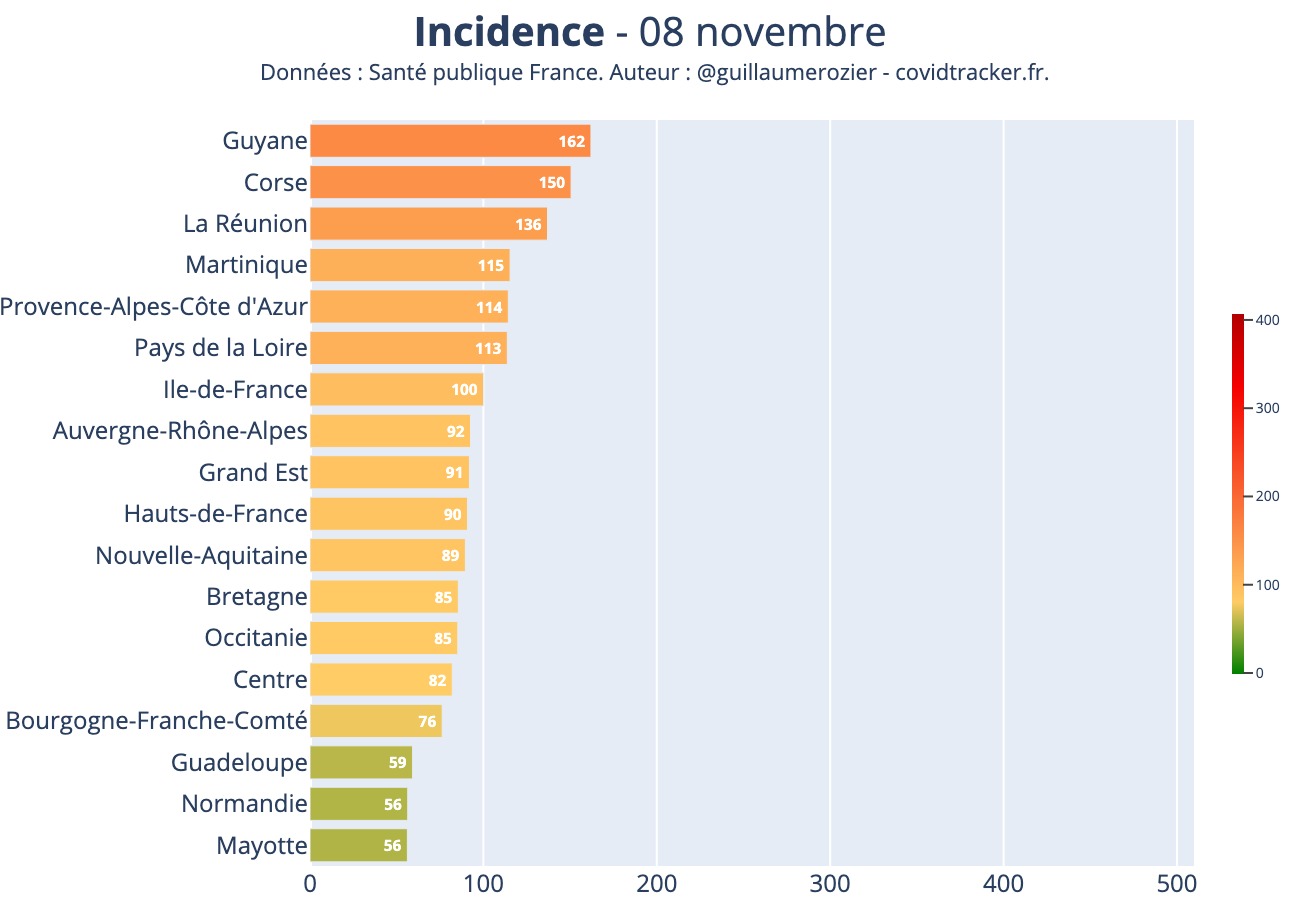 Incidence - 08 novembre
Données : Santé publique France. Auteur : @guillaumerozier - covidtracker.fr.
Guyane 162
Corse 150
La Réunion 136
Martinique 115
Provence-Alpes-Côte d'Azur 114
Pays de la Loire 113
Ile-de-France 100
Auvergne-Rhône-Alpes 92
Grand Est 91
Hauts-de-France 90
Nouvelle-Aquitaine 89
Bretagne 85
Occitanie 85
Centre 82
Bourgogne-Franche-Comté 76
Guadeloupe 59
Normandie 56
Mayotte 56
0 100 200 300 400 500
400
300
200
100
0